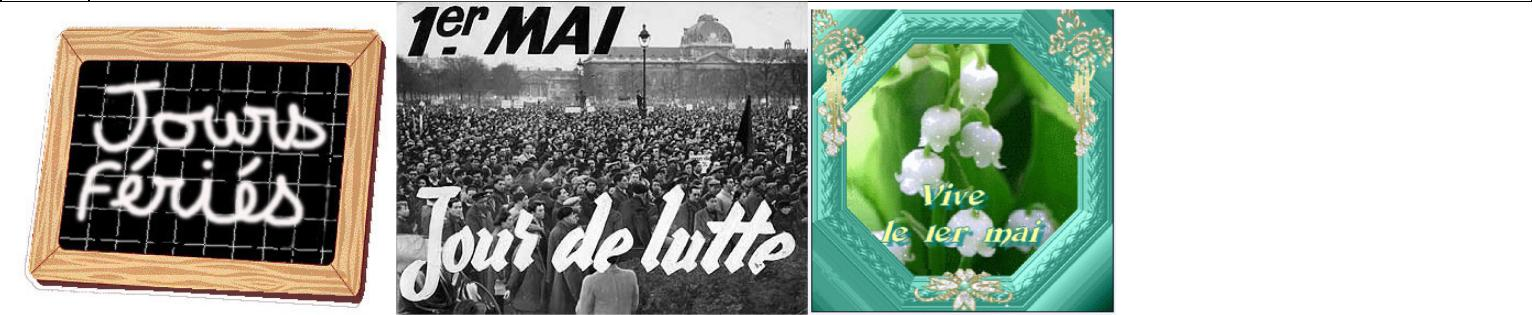 Jours
fériés
1er MAI
Jour de lutte
Vive
le 1er mai